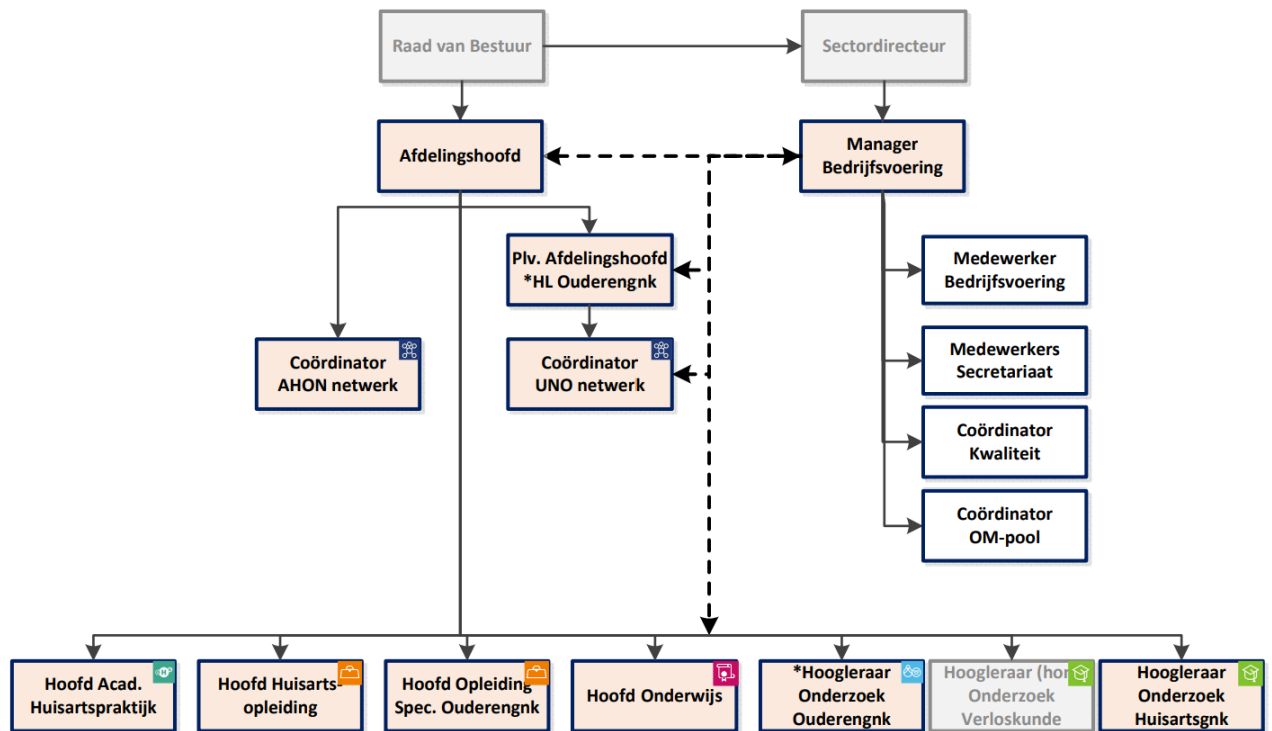 Raad van Bestuur
Sectordirecteur
Afdelingshoofd
Manager
Bedrijfsvoering
Plv. Afdelingshoofd
*HL Ouderengnk
Medewerker
Bedrijfsvoering
Coördinator
AHON netwerk
Coördinator
UNO netwerk
Medewerkers
Secretariaat
Coördinator
Kwaliteit
Coördinator
OM-pool
Hoofd Acad.
Huisartspraktijk
Hoofd Huisarts-
opleiding
Hoofd Opleiding
Spec. Ouderengnk
Hoofd Onderwijs
*Hoogleraar
Onderzoek
Ouderengnk
Hoogleraar (hon
Onderzoek
Verloskunde
Hoogleraar
Onderzoek
Huisartsgnk